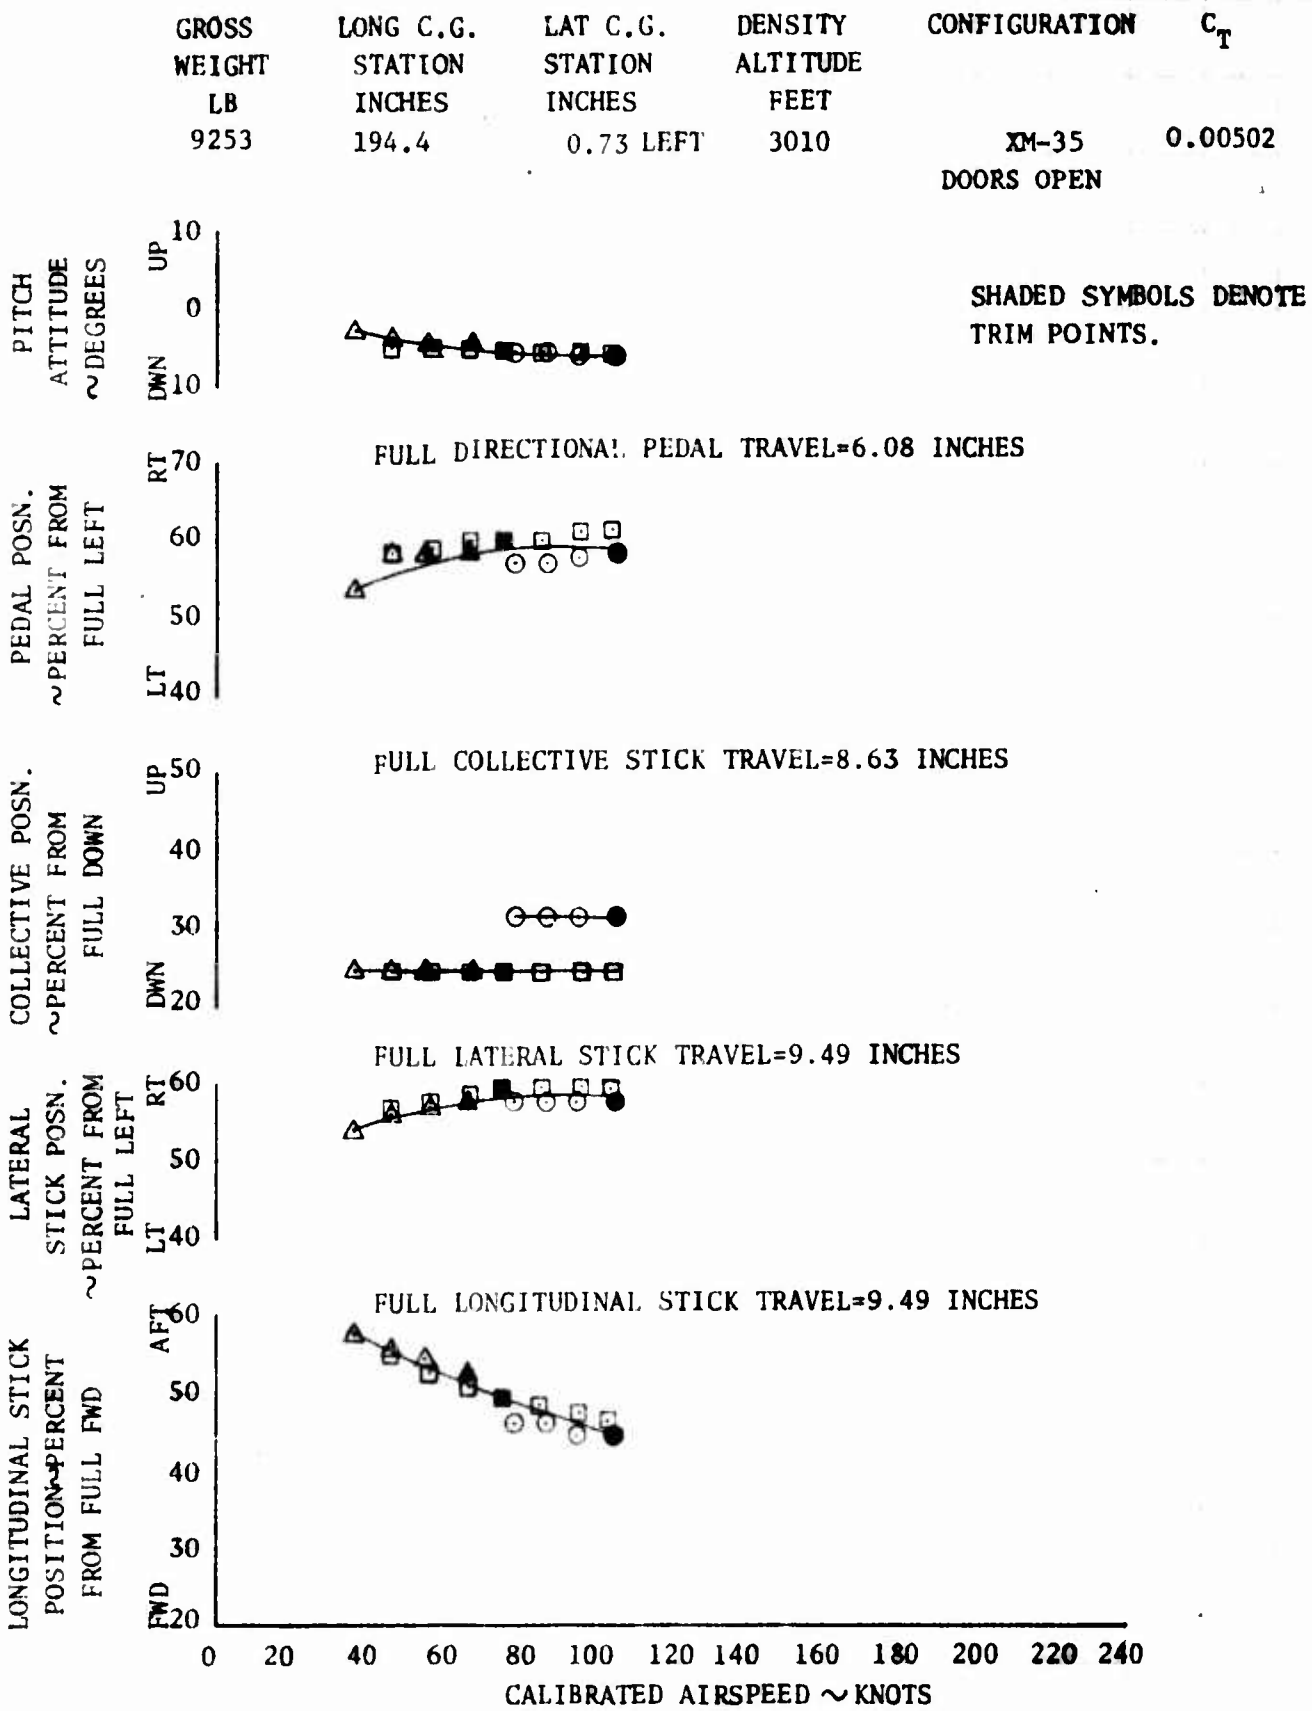 GROSS LONG C.G. LAT C.G. DENSITY CONFIGURATION C_T
WEIGHT STATION STATION ALTITUDE
LB INCHES INCHES FEET
9253 194.4 0.73 LEFT 3010 XM-35 0.00502
DOORS OPEN
SHADED SYMBOLS DENOTE
TRIM POINTS.
PITCH
ATTITUDE
~DEGREES
UP
DWN
10
0
10
FULL DIRECTIONAL PEDAL TRAVEL=6.08 INCHES
PEDAL POSN.
~PERCENT FROM
FULL LEFT
RT
LT
70
60
50
40
FULL COLLECTIVE STICK TRAVEL=8.63 INCHES
COLLECTIVE POSN.
~PERCENT FROM
FULL DOWN
UP
DWN
50
40
30
20
FULL LATERAL STICK TRAVEL=9.49 INCHES
LATERAL
STICK POSN.
~PERCENT FROM
FULL LEFT
RT
LT
60
50
40
FULL LONGITUDINAL STICK TRAVEL=9.49 INCHES
LONGITUDINAL STICK
POSITION~PERCENT
FROM FULL FWD
AFT
FWD
60
50
40
30
20
0 20 40 60 80 100 120 140 160 180 200 220 240
CALIBRATED AIRSPEED ~ KNOTS